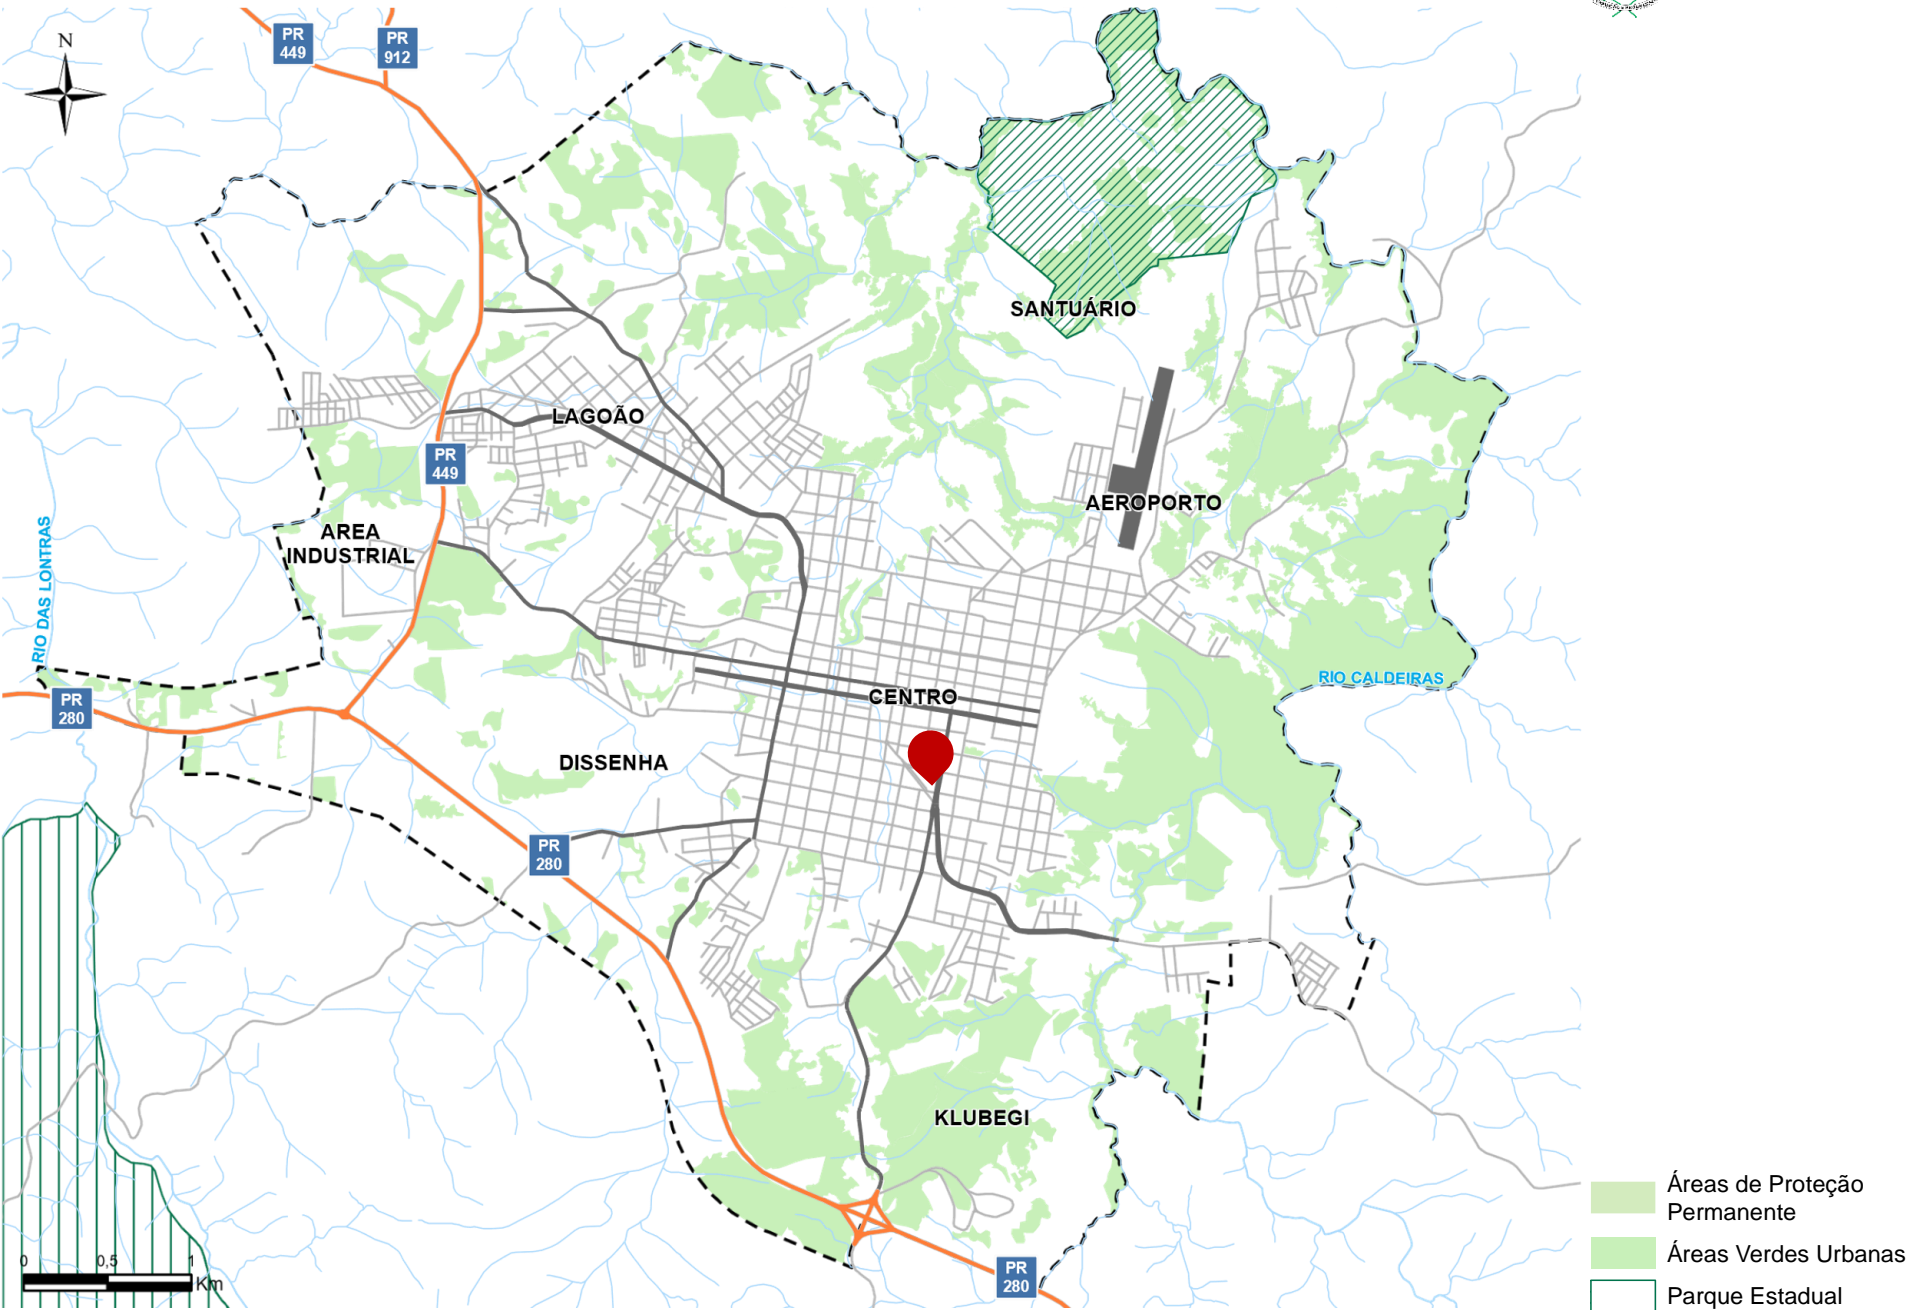 PR
449
PR
912
N
SANTUÁRIO
LAGOÃO
PR
449
AEROPORTO
AREA
INDUSTRIAL
RIO DAS LONTRAS
RIO CALDEIRAS
PR
280
CENTRO
DISSENHA
PR
280
KLUBEGI
Áreas de Proteção
Permanente
Áreas Verdes Urbanas
Parque Estadual
0 0,5 1
Km
PR
280